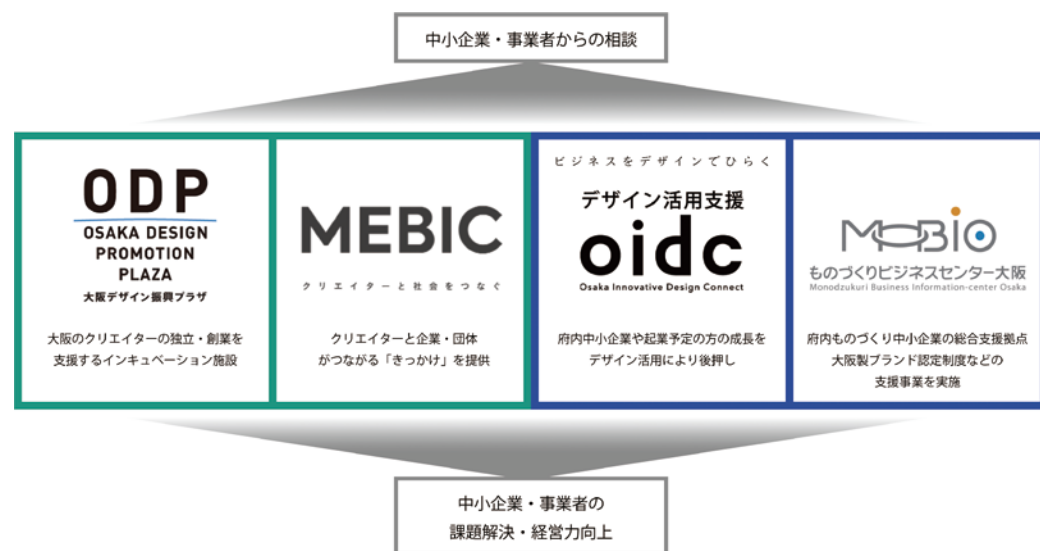 中小企業・事業者からの相談
ODP
OSAKA DESIGN
PROMOTION
PLAZA
大阪デザイン振興プラザ
大阪のクリエイターの独立・創業を
支援するインキュベーション施設
MEBIC
クリエイターと社会をつなぐ
クリエイターと企業・団体
がつながる「きっかけ」を提供
ビジネスをデザインでひらく
デザイン活用支援
oidc
Osaka Innovative Design Connect
府内中小企業や起業予定の方の成長を
デザイン活用により後押し
MOBIO
ものづくりビジネスセンター大阪
Monodzukuri Business Information-center Osaka
府内ものづくり中小企業の総合支援拠点
大阪製ブランド認定制度などの
支援事業を実施
中小企業・事業者の
課題解決・経営力向上